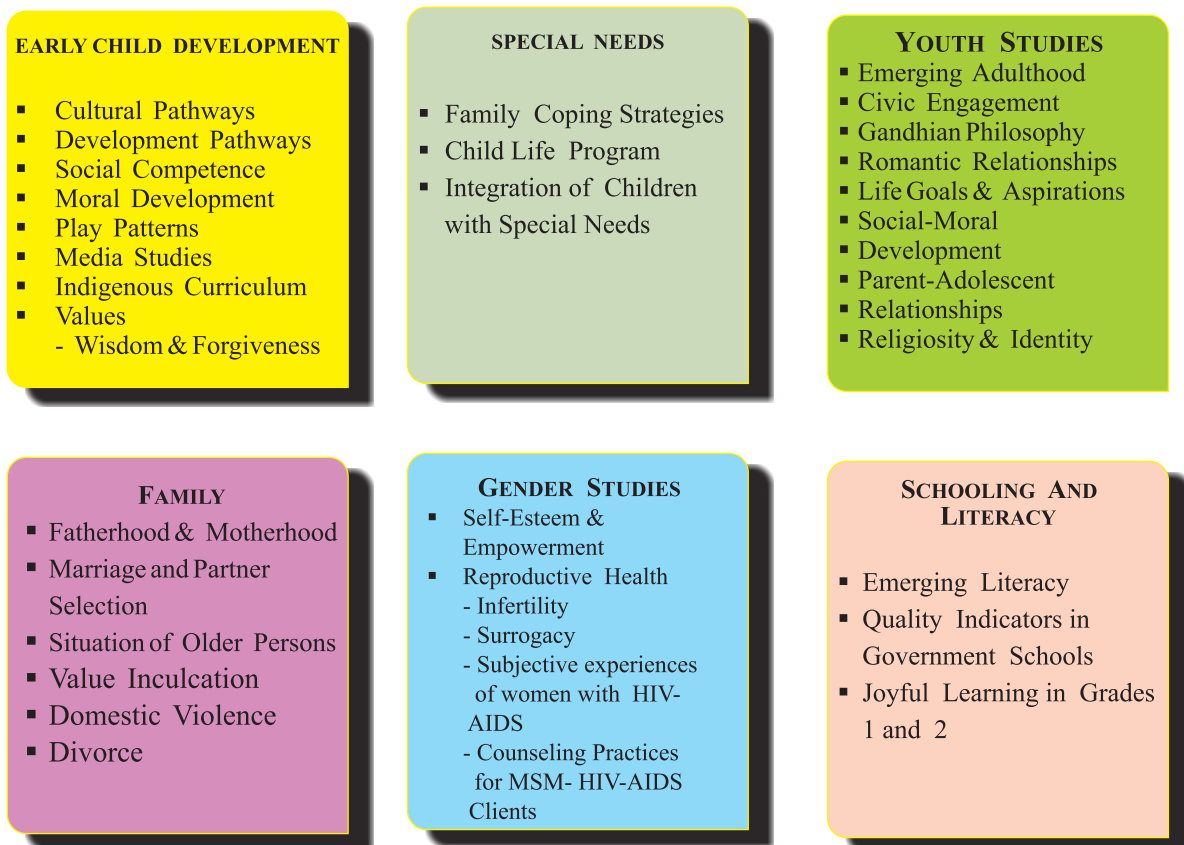 EARLY CHILD DEVELOPMENT
▪ Cultural Pathways
▪ Development Pathways
▪ Social Competence
▪ Moral Development
▪ Play Patterns
▪ Media Studies
▪ Indigenous Curriculum
▪ Values
- Wisdom & Forgiveness
SPECIAL NEEDS
▪ Family Coping Strategies
▪ Child Life Program
▪ Integration of Children
with Special Needs
YOUTH STUDIES
▪ Emerging Adulthood
▪ Civic Engagement
▪ Gandhian Philosophy
▪ Romantic Relationships
▪ Life Goals & Aspirations
▪ Social-Moral
▪ Development
▪ Parent-Adolescent
▪ Relationships
▪ Religiosity & Identity
FAMILY
▪ Fatherhood & Motherhood
▪ Marriage and Partner
Selection
▪ Situation of Older Persons
▪ Value Inculcation
▪ Domestic Violence
▪ Divorce
GENDER STUDIES
▪ Self-Esteem &
Empowerment
▪ Reproductive Health
- Infertility
- Surrogacy
- Subjective experiences
of women with HIV-
AIDS
- Counseling Practices
for MSM- HIV-AIDS
Clients
SCHOOLING AND
LITERACY
▪ Emerging Literacy
▪ Quality Indicators in
Government Schools
▪ Joyful Learning in Grades
1 and 2